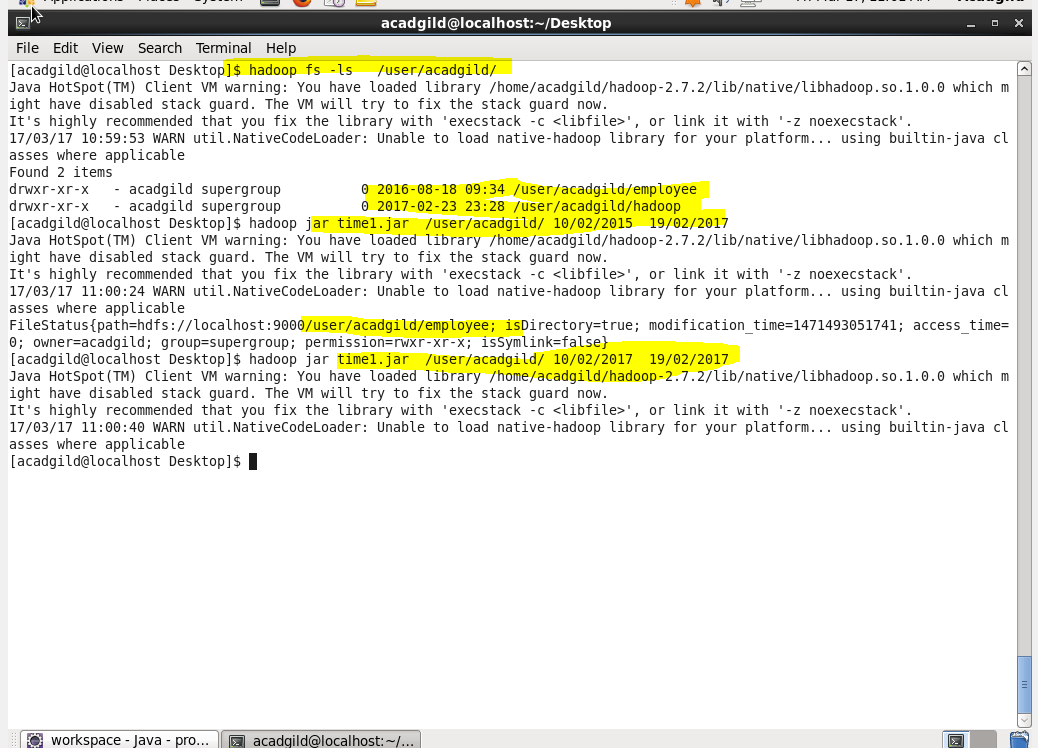 acadgild@localhost:~/Desktop
File Edit View Search Terminal Help
[acadgild@localhost Desktop]$ hadoop fs -ls   /user/acadgild/
Java HotSpot(TM) Client VM warning: You have loaded library /home/acadgild/hadoop-2.7.2/lib/native/libhadoop.so.1.0.0 which m
ight have disabled stack guard. The VM will try to fix the stack guard now.
It's highly recommended that you fix the library with 'execstack -c <libfile>', or link it with '-z noexecstack'.
17/03/17 10:59:53 WARN util.NativeCodeLoader: Unable to load native-hadoop library for your platform... using builtin-java cl
asses where applicable
Found 2 items
drwxr-xr-x   - acadgild supergroup          0 2016-08-18 09:34 /user/acadgild/employee
drwxr-xr-x   - acadgild supergroup          0 2017-02-23 23:28 /user/acadgild/hadoop
[acadgild@localhost Desktop]$ hadoop jar time1.jar  /user/acadgild/ 10/02/2015  19/02/2017
Java HotSpot(TM) Client VM warning: You have loaded library /home/acadgild/hadoop-2.7.2/lib/native/libhadoop.so.1.0.0 which m
ight have disabled stack guard. The VM will try to fix the stack guard now.
It's highly recommended that you fix the library with 'execstack -c <libfile>', or link it with '-z noexecstack'.
17/03/17 11:00:24 WARN util.NativeCodeLoader: Unable to load native-hadoop library for your platform... using builtin-java cl
asses where applicable
FileStatus{path=hdfs://localhost:9000/user/acadgild/employee; isDirectory=true; modification_time=1471493051741; access_time=
0; owner=acadgild; group=supergroup; permission=rwxr-xr-x; isSymlink=false}
[acadgild@localhost Desktop]$ hadoop jar time1.jar  /user/acadgild/ 10/02/2017  19/02/2017
Java HotSpot(TM) Client VM warning: You have loaded library /home/acadgild/hadoop-2.7.2/lib/native/libhadoop.so.1.0.0 which m
ight have disabled stack guard. The VM will try to fix the stack guard now.
It's highly recommended that you fix the library with 'execstack -c <libfile>', or link it with '-z noexecstack'.
17/03/17 11:00:40 WARN util.NativeCodeLoader: Unable to load native-hadoop library for your platform... using builtin-java cl
asses where applicable
[acadgild@localhost Desktop]$
workspace - Java - pro... acadgild@localhost:~/...